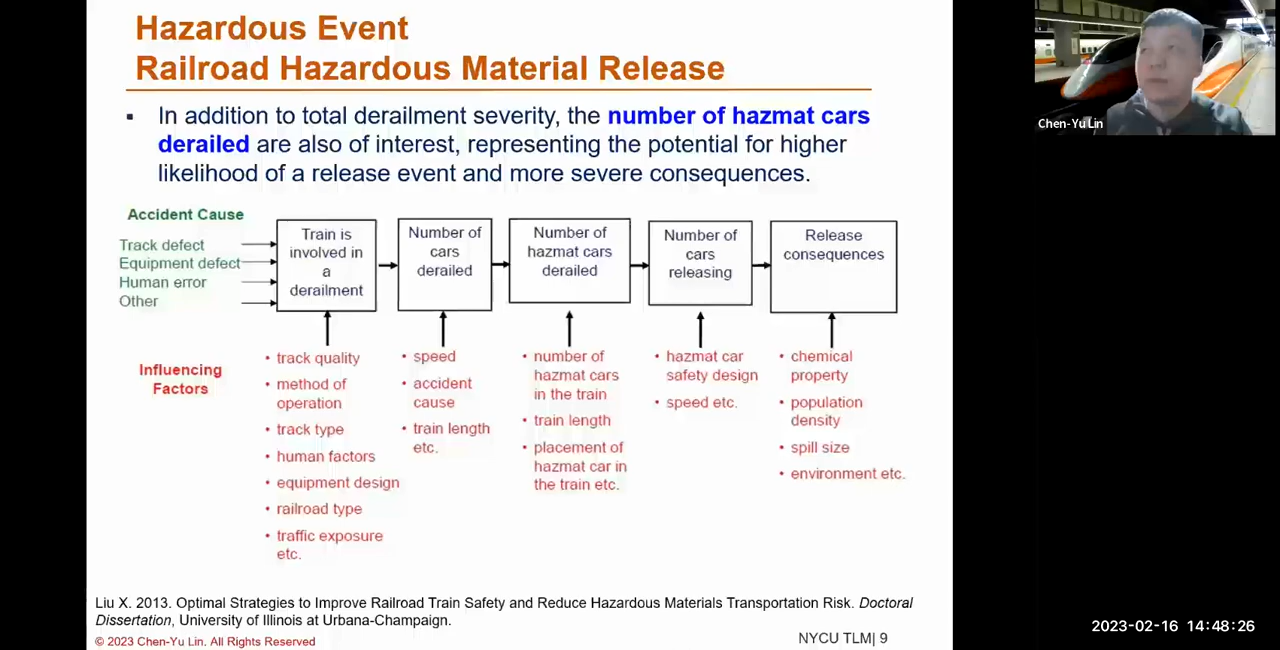 Hazardous Event
Railroad Hazardous Material Release
▪ In addition to total derailment severity, the number of hazmat cars
derailed are also of interest, representing the potential for higher
likelihood of a release event and more severe consequences.
Accident Cause
Track defect
Equipment defect
Human error
Other
Train is
involved in
a
derailment
Number of
cars
derailed
Number of
hazmat cars
derailed
Number of
cars
releasing
Release
consequences
Influencing
Factors
• track quality
• method of
operation
• track type
• human factors
• equipment design
• railroad type
• traffic exposure
etc.
• speed
• accident
cause
• train length
etc.
• number of
hazmat cars
in the train
• train length
• placement of
hazmat car in
the train etc.
• hazmat car
safety design
• speed etc.
• chemical
property
• population
density
• spill size
• environment etc.
Liu X. 2013. Optimal Strategies to Improve Railroad Train Safety and Reduce Hazardous Materials Transportation Risk. Doctoral
Dissertation, University of Illinois at Urbana-Champaign.
© 2023 Chen-Yu Lin. All Rights Reserved
NYCU TLM| 9
Chen-Yu Lin
2023-02-16 14:48:26